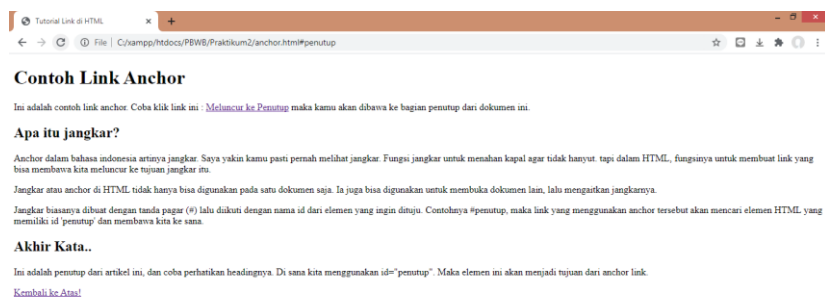 Tutorial Link di HTML
File | C:/xampp/htdocs/PBWB/Praktikum2/anchor.html#penutup
Contoh Link Anchor
Ini adalah contoh link anchor. Coba klik link ini : Meluncur ke Penutup maka kamu akan dibawa ke bagian penutup dari dokumen ini.
Apa itu jangkar?
Anchor dalam bahasa indonesia artinya jangkar. Saya yakin kamu pasti pernah melihat jangkar. Fungsi jangkar untuk menahan kapal agar tidak hanyut. tapi dalam HTML, fungsinya untuk membuat link yang
bisa membawa kita meluncur ke tujuan jangkar itu.
Jangkar atau anchor di HTML tidak hanya bisa digunakan pada satu dokumen saja. Ia juga bisa digunakan untuk membuka dokumen lain, lalu mengaitkan jangkarnya.
Jangkar biasanya dibuat dengan tanda pagar (#) lalu diikuti dengan nama id dari elemen yang ingin dituju. Contohnya #penutup, maka link yang menggunakan anchor tersebut akan mencari elemen HTML yang
memiliki id 'penutup' dan membawa kita ke sana.
Akhir Kata..
Ini adalah penutup dari artikel ini, dan coba perhatikan headingnya. Di sana kita menggunakan id="penutup". Maka elemen ini akan menjadi tujuan dari anchor link.
Kembali ke Atas!